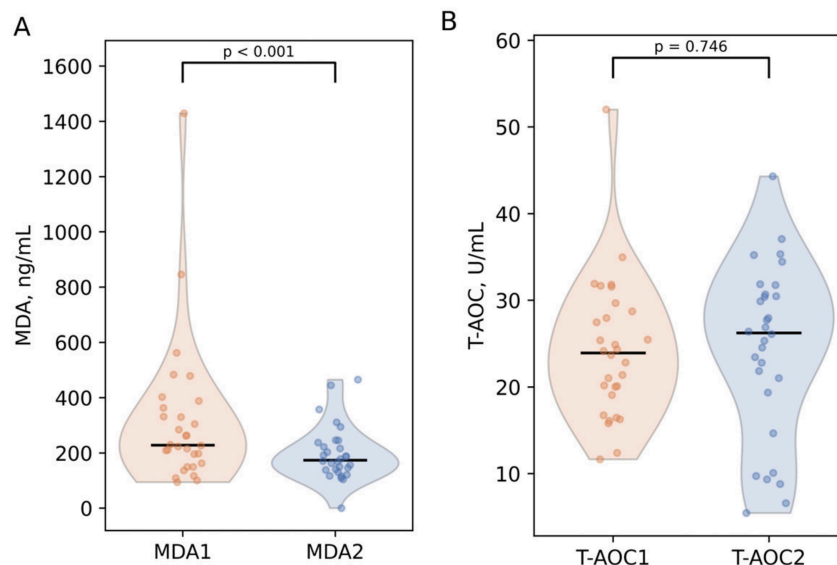 A
p < 0.001
MDA, ng/mL
1600
1400
1200
1000
800
600
400
200
0
MDA1 MDA2
B
p = 0.746
T-AOC, U/mL
60
50
40
30
20
10
T-AOC1 T-AOC2